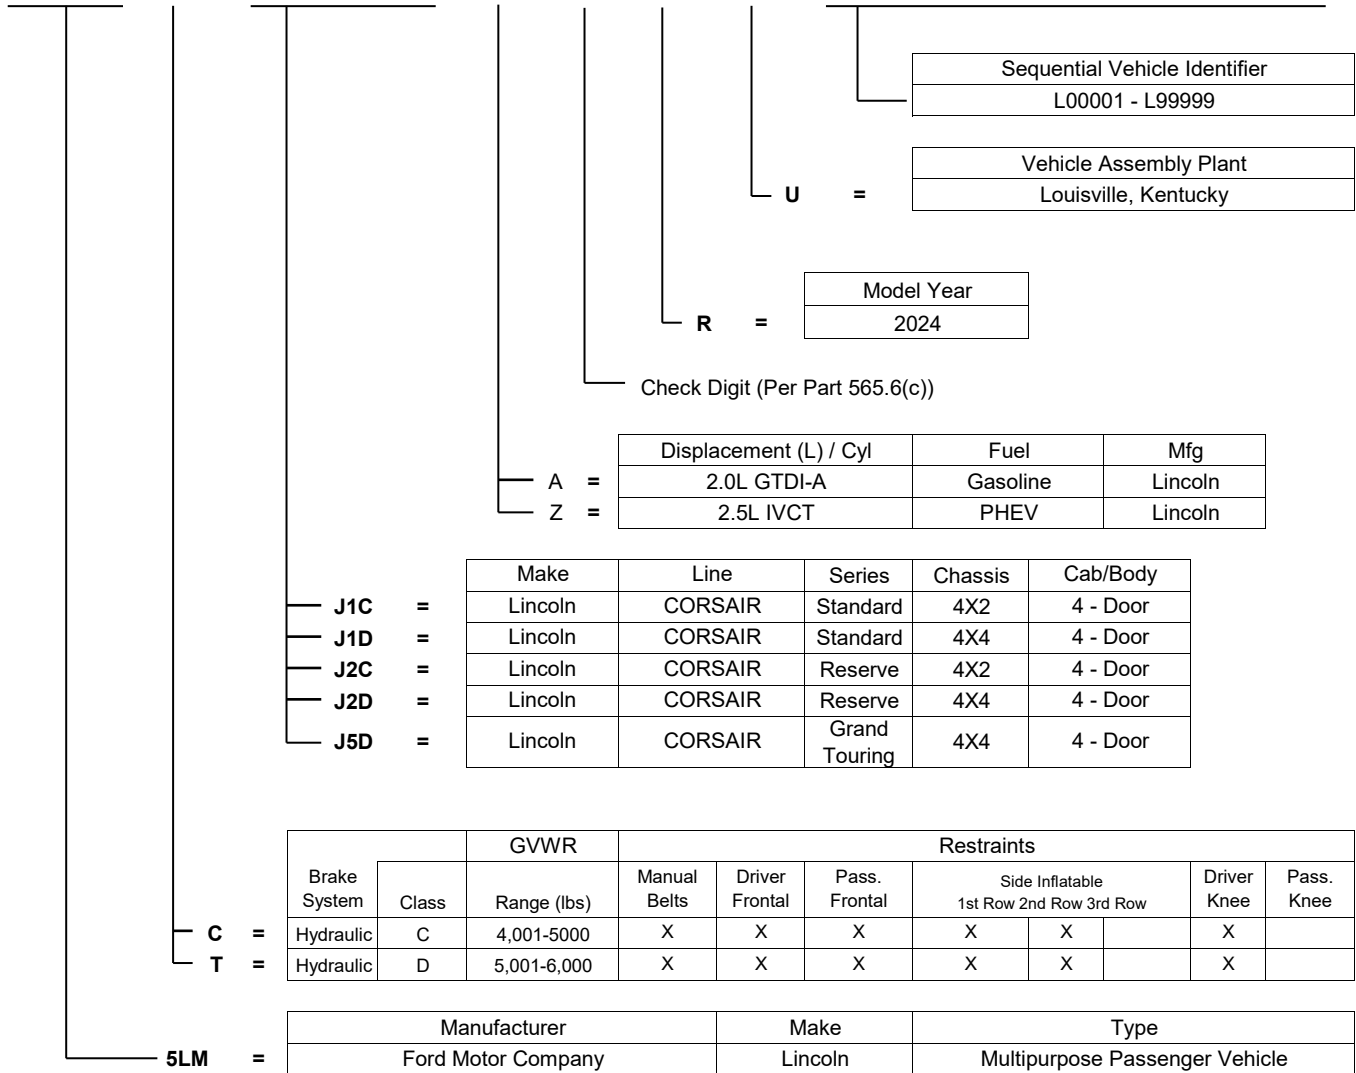 Sequential Vehicle Identifier
L00001 - L99999
Vehicle Assembly Plant
U = Louisville, Kentucky
Model Year
R = 2024
Check Digit (Per Part 565.6(c))
Displacement (L) / Cyl Fuel Mfg
A = 2.0L GTDI-A Gasoline Lincoln
Z = 2.5L IVCT PHEV Lincoln
Make Line Series Chassis Cab/Body
J1C = Lincoln CORSAIR Standard 4X2 4 - Door
J1D = Lincoln CORSAIR Standard 4X4 4 - Door
J2C = Lincoln CORSAIR Reserve 4X2 4 - Door
J2D = Lincoln CORSAIR Reserve 4X4 4 - Door
J5D = Lincoln CORSAIR Grand Touring 4X4 4 - Door
GVWR Restraints
Brake System Class Range (lbs) Manual Belts Driver Frontal Pass. Frontal Side Inflatable 1st Row 2nd Row 3rd Row Driver Knee Pass. Knee
C = Hydraulic C 4,001-5000 X X X X X X
T = Hydraulic D 5,001-6,000 X X X X X X
Manufacturer Make Type
5LM = Ford Motor Company Lincoln Multipurpose Passenger Vehicle